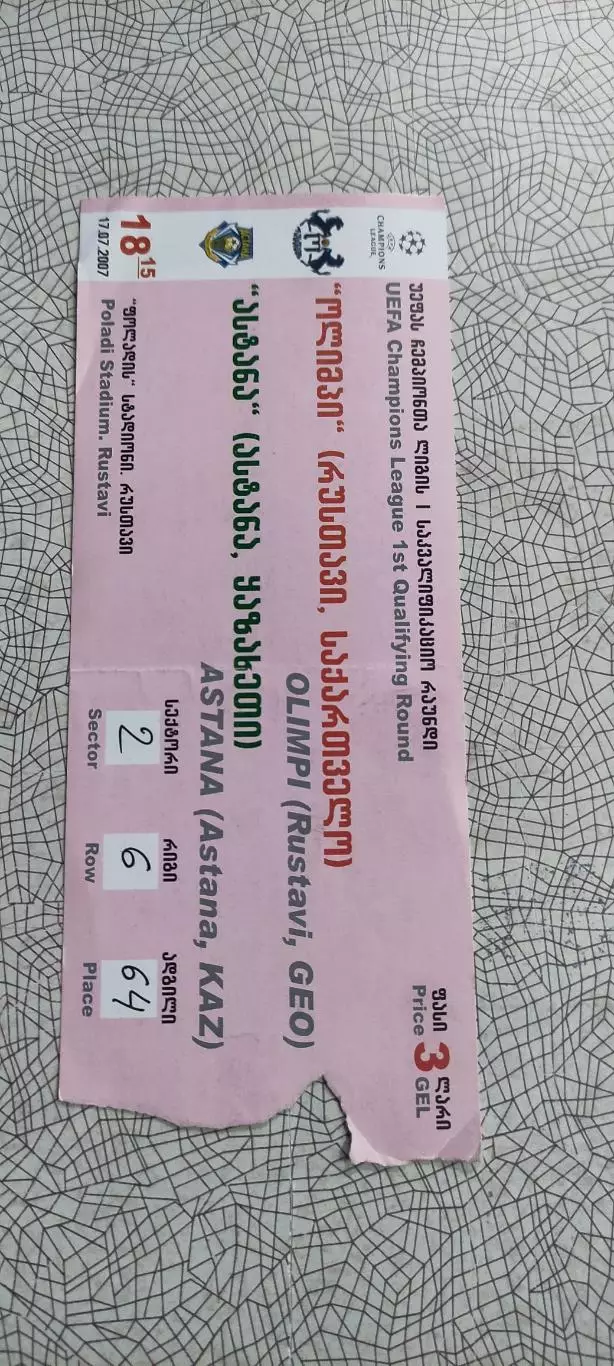 უეფას ჩემპიონთა ლიგის I საკვალიფიკაციო რაუნდი
UEFA Champions League 1st Qualifying Round
CHAMPIONS
LEAGUE
ფასი 3 ლარი
Price GEL
"ოლიმპი" (რუსთავი, საქართველო)
OLIMPI (Rustavi, GEO)
"ასტანა" (ასტანა, ყაზახეთი)
ASTANA (Astana, KAZ)
18 15
17.07.2007
"ფოლადის" სტადიონი. რუსთავი
Poladi Stadium. Rustavi
სექტორი 2 Sector
რიგი 6 Row
ადგილი 64 Place